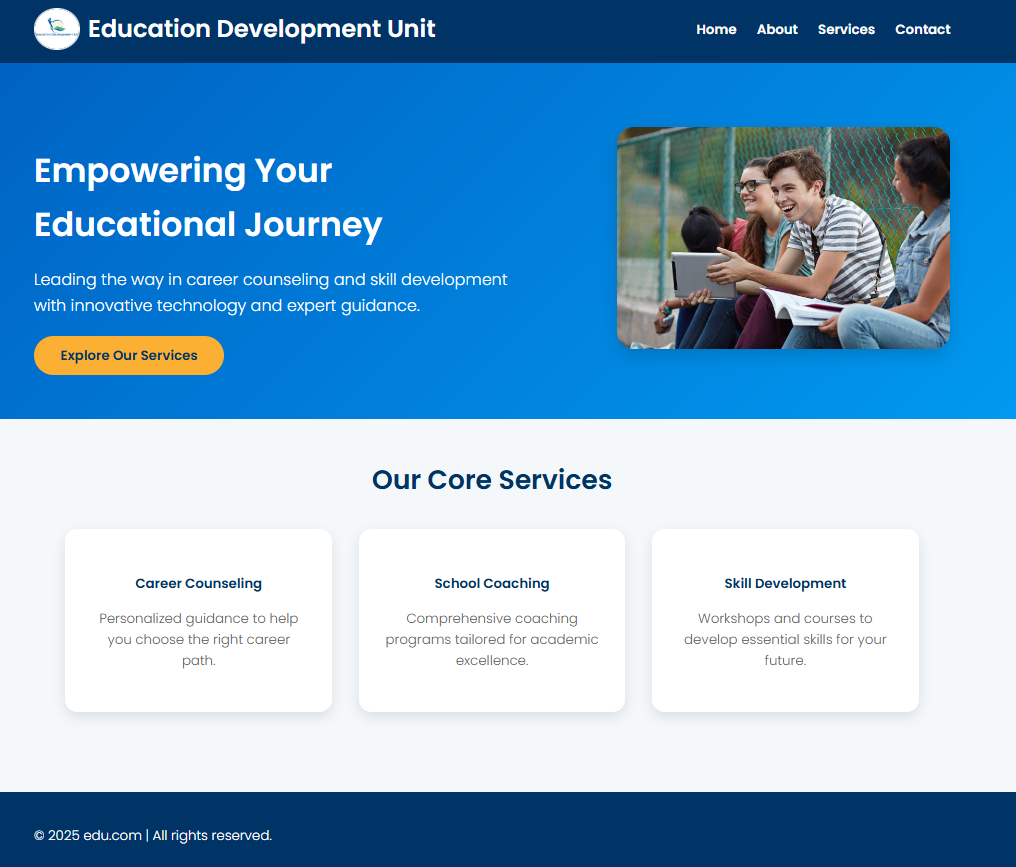 Education Development Unit
Home About Services Contact
Empowering Your
Educational Journey
Leading the way in career counseling and skill development
with innovative technology and expert guidance.
Explore Our Services
Our Core Services
Career Counseling
Personalized guidance to help
you choose the right career
path.
School Coaching
Comprehensive coaching
programs tailored for academic
excellence.
Skill Development
Workshops and courses to
develop essential skills for your
future.
© 2025 edu.com | All rights reserved.